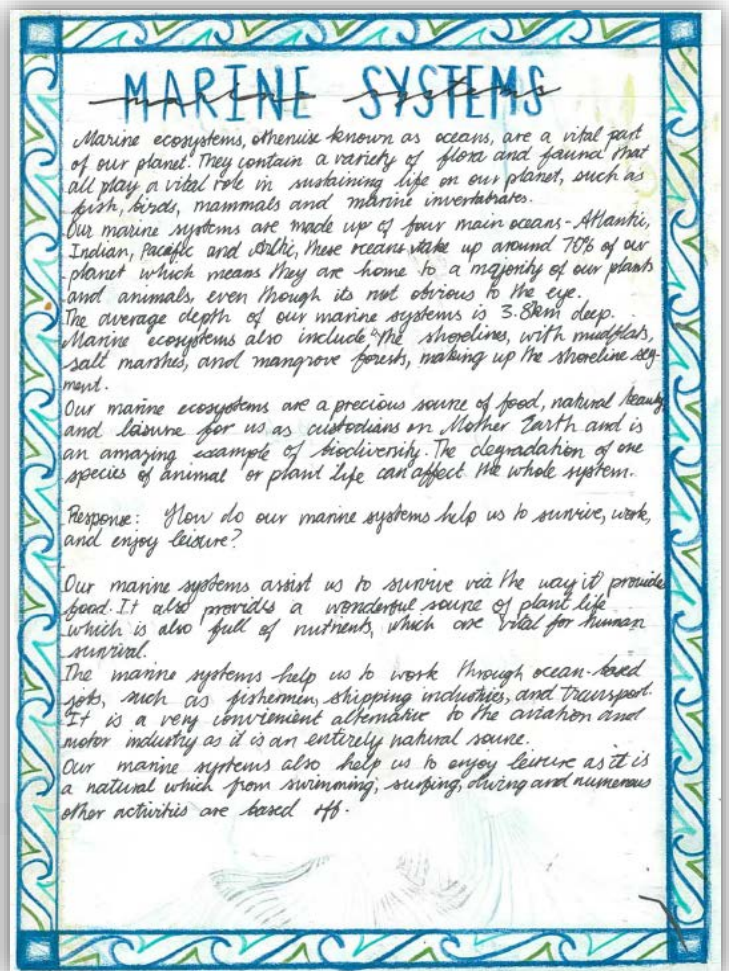 MARINE SYSTEMS
marine systems
Marine ecosystems, otherwise known as oceans, are a vital part
of our planet. They contain a variety of flora and fauna that
all play a vital role in sustaining life on our planet, such as
fish, birds, mammals and marine invertabrates.
Our marine systems are made up of four main oceans - Atlantic,
Indian, Pacific and Artic, these oceans take up around 70% of our
planet which means they are home to a majority of our plants
and animals, even though its not obvious to the eye.
The average depth of our marine systems is 3.8km deep.
Marine ecosystems also include "the shorelines, with mudflats,
salt marshes, and mangrove forests, making up the shoreline seg-
ment.
Our marine ecosystems are a precious source of food, natural beauty
and leisure for us as custodians on Mother Earth and is
an amazing example of biodiversity. The degradation of one
species of animal or plant life can affect the whole system.
Response: How do our marine systems help us to survive, work,
and enjoy leisure?
Our marine systems assist us to survive via the way it provide
food. It also provides a wonderoul source of plant life
which is also full of nutrients, which are vital for human
survival.
The marine systems help us to work through ocean-based
jobs, such as fishermen, shipping industries, and transport.
It is a very convienient alternative to the aviation and
motor industry as it is an entirely natural source.
Our marine systems also help us to enjoy leisure as it is
a natural which from swimming, surfing, diving and numerous
other activities are based off.